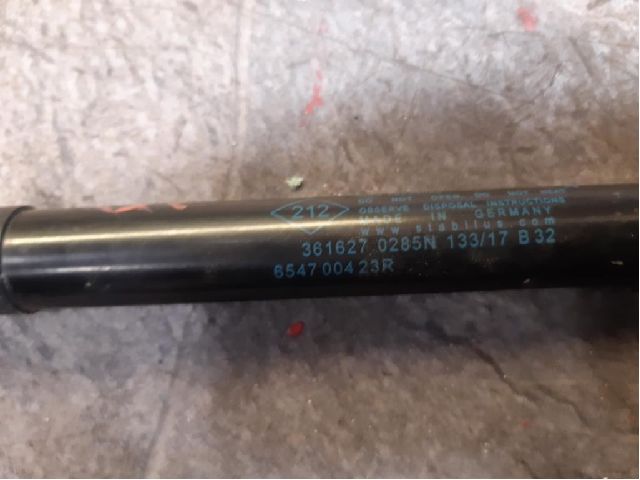 212
DO NOT OPEN DO NOT HEAT
OBSERVE DISPOSAL INSTRUCTIONS
MADE IN GERMANY
www.stabilus.com
361627 0285N 133/17 B 32
6547 004 23R